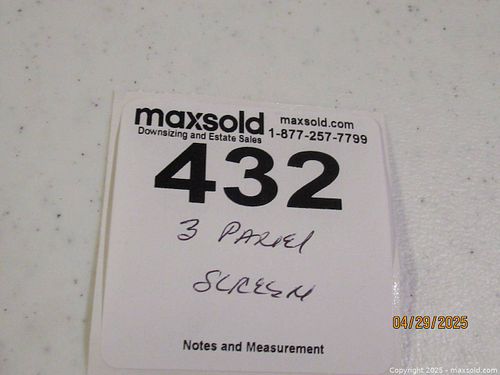 maxsold maxsold.com
Downsizing and Estate Sales 1-877-257-7799
432
3 PANEL
SCREEN
Notes and Measurement
04/29/2025
Copyright 2025 - maxsold.com